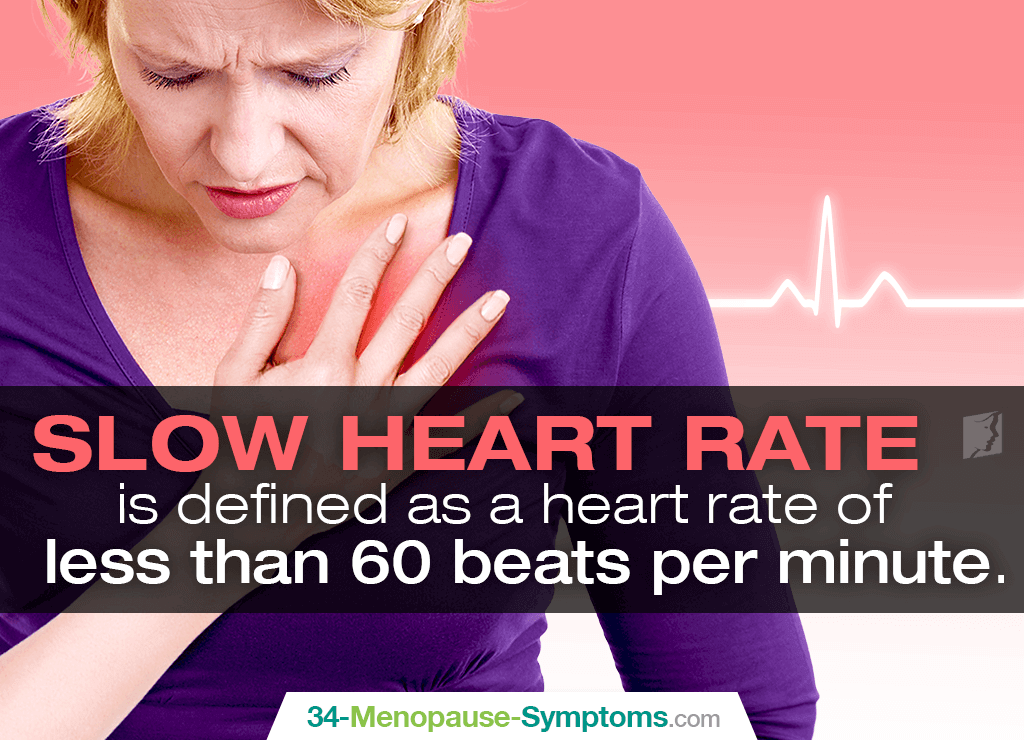 SLOW HEART RATE
is defined as a heart rate of
less than 60 beats per minute.
34-Menopause-Symptoms.com